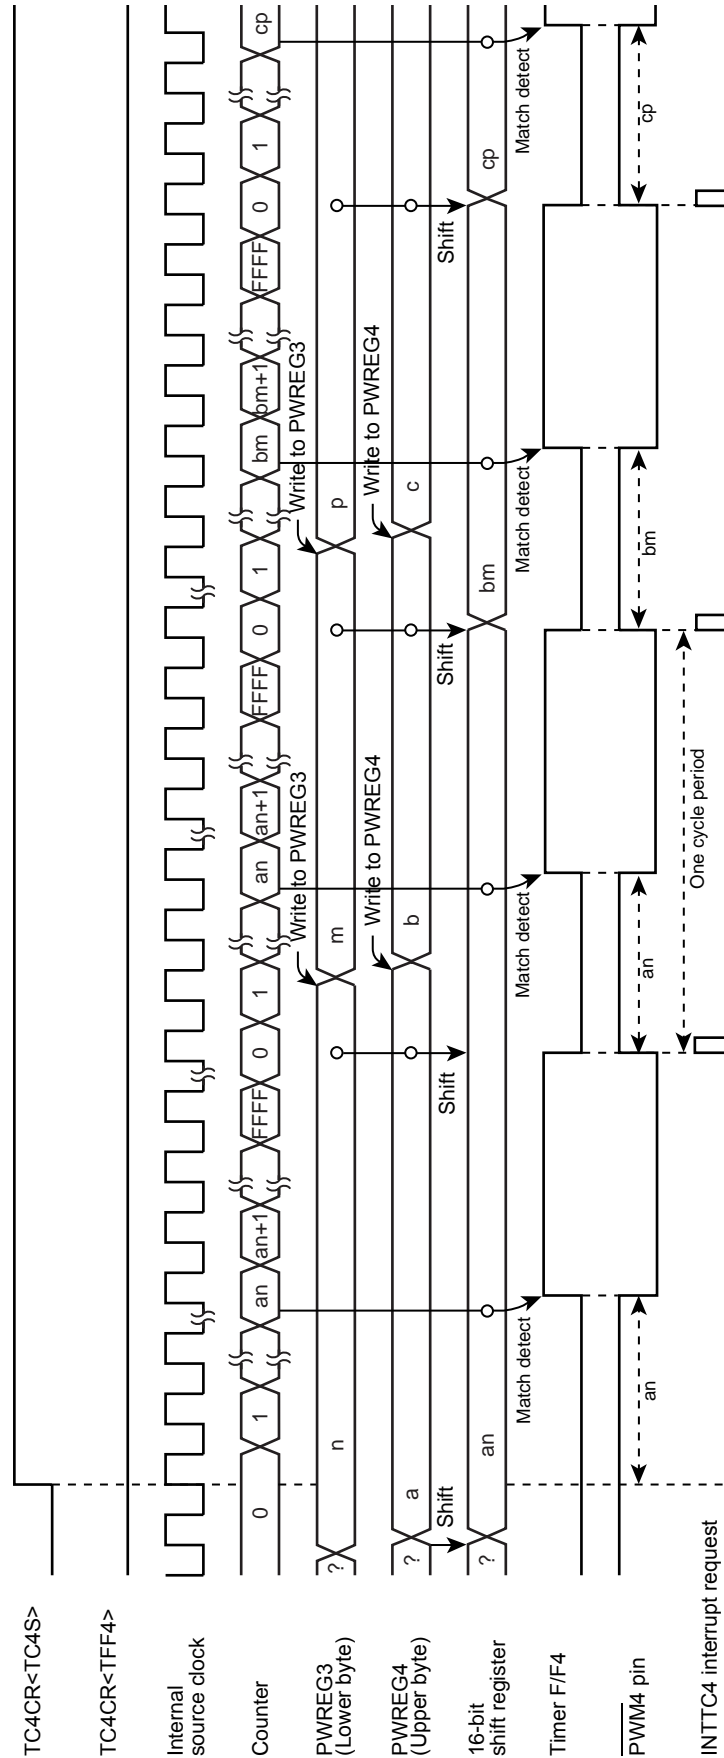 TC4CR<TC4S>
TC4CR<TFF4>
Internal
source clock
Counter
0
1
an
an+1
FFFF
0
1
an
an+1
FFFF
0
1
bm
bm+1
FFFF
0
1
cp
Write to PWREG3
Write to PWREG3
PWREG3
(Lower byte)
?
n
m
p
Write to PWREG4
Write to PWREG4
PWREG4
(Upper byte)
?
a
b
c
Shift
Shift
Shift
Shift
16-bit
shift register
?
an
bm
cp
Match detect
Match detect
Match detect
Match detect
Timer F/F4
PWM4 pin
an
an
bm
cp
One cycle period
INTTC4 interrupt request